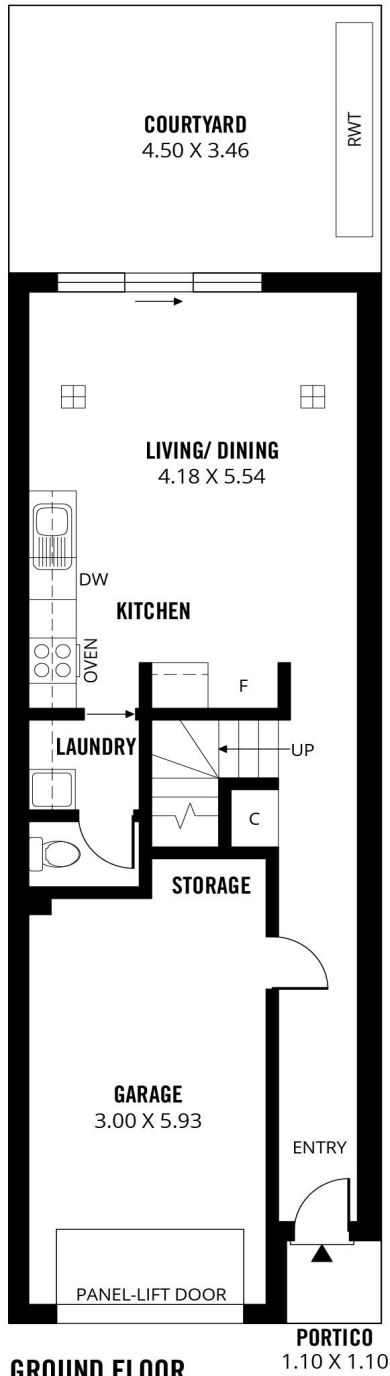 COURTYARD
4.50 X 3.46
RWT
LIVING/ DINING
4.18 X 5.54
DW
KITCHEN
OVEN
F
LAUNDRY
UP
C
STORAGE
GARAGE
3.00 X 5.93
ENTRY
PANEL-LIFT DOOR
PORTICO
1.10 X 1.10
GROUND FLOOR